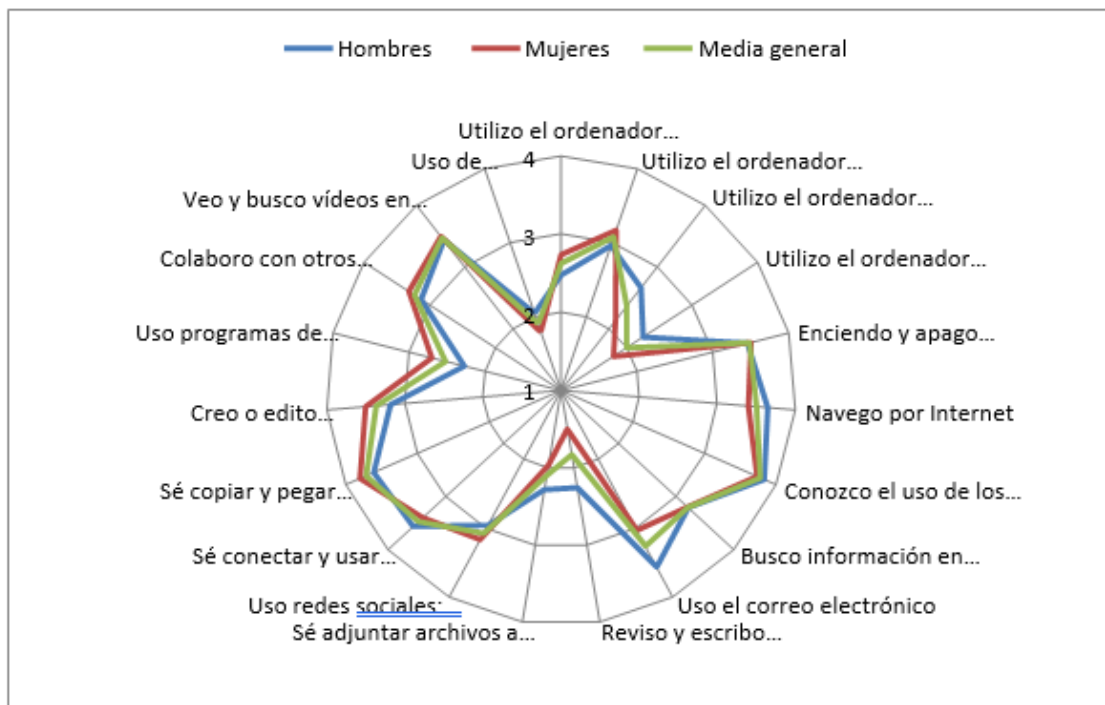 Hombres Mujeres Media general
Utilizo el ordenador...
Uso de... 4 Utilizo el ordenador...
Veo y busco vídeos en... Utilizo el ordenador...
3
Colaboro con otros... Utilizo el ordenador...
2
Uso programas de... Enciendo y apago...
1
Creo o edito... Navego por Internet
Sé copiar y pegar... Conozco el uso de los...
Sé conectar y usar... Busco información en...
Uso redes sociales:... Uso el correo electrónico
Sé adjuntar archivos a... Reviso y escribo...